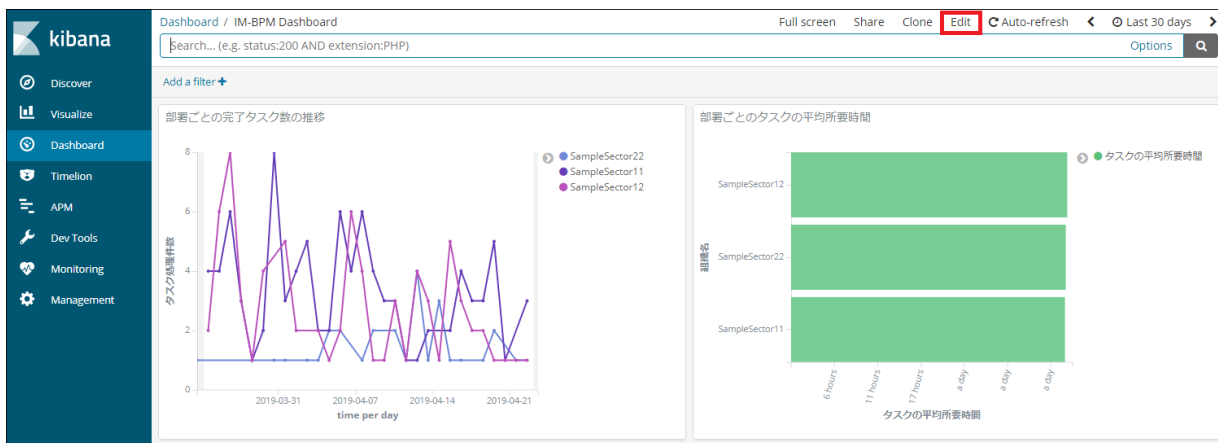 kibana
Discover
Visualize
Dashboard
Timelion
APM
Dev Tools
Monitoring
Management
Dashboard / IM-BPM Dashboard
Full screen Share Clone Edit Auto-refresh Last 30 days
Search... (e.g. status:200 AND extension:PHP)
Options
Add a filter +
部署ごとの完了タスク数の推移
8
6
4
2
0
タスク処理件数
2019-03-31 2019-04-07 2019-04-14 2019-04-21
time per day
SampleSector22
SampleSector11
SampleSector12
部署ごとのタスクの平均所要時間
SampleSector12
SampleSector22
SampleSector11
組織名
6 hours 11 hours 17 hours a day a day a day
タスクの平均所要時間
タスクの平均所要時間